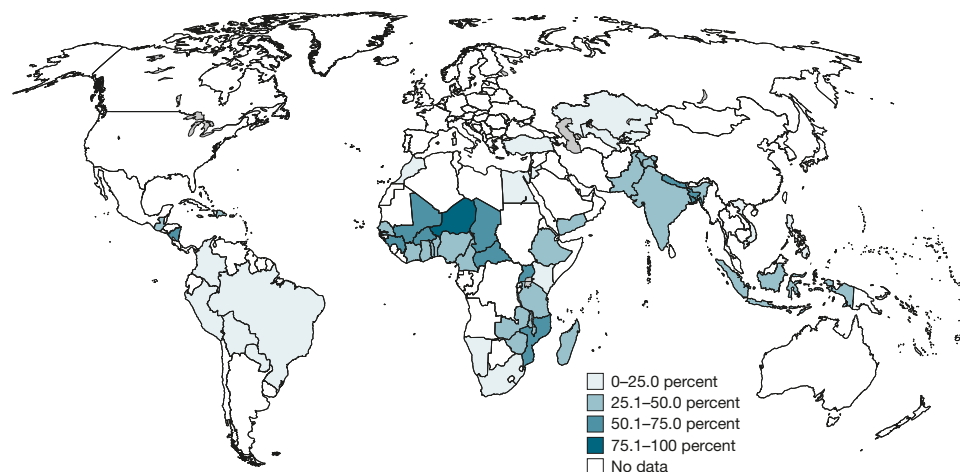 0–25.0 percent
25.1–50.0 percent
50.1–75.0 percent
75.1–100 percent
No data